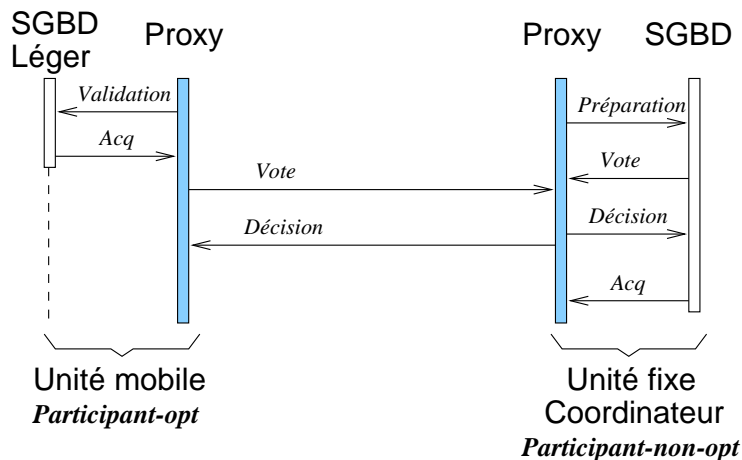 SGBD
Léger
Proxy
Proxy
SGBD
Validation
Préparation
Acq
Vote
Vote
Décision
Décision
Acq
Unité mobile
Participant-opt
Unité fixe
Coordinateur
Participant-non-opt